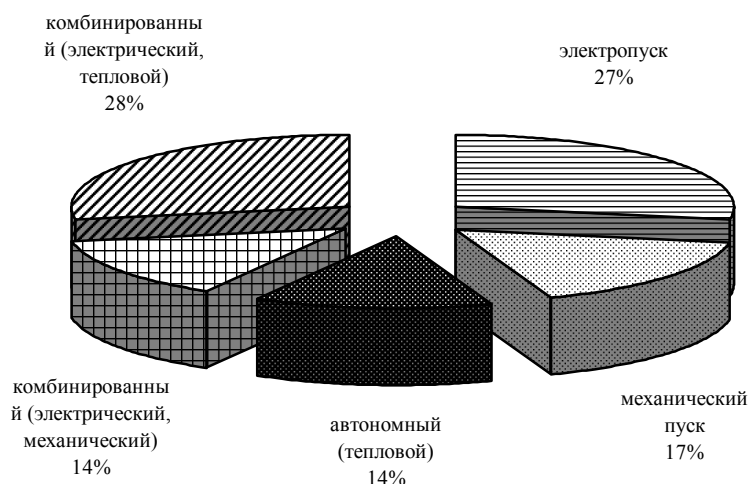 комбинированны
й (электрический,
тепловой)
28%
электропуск
27%
комбинированны
й (электрический,
механический)
14%
автономный
(тепловой)
14%
механический
пуск
17%